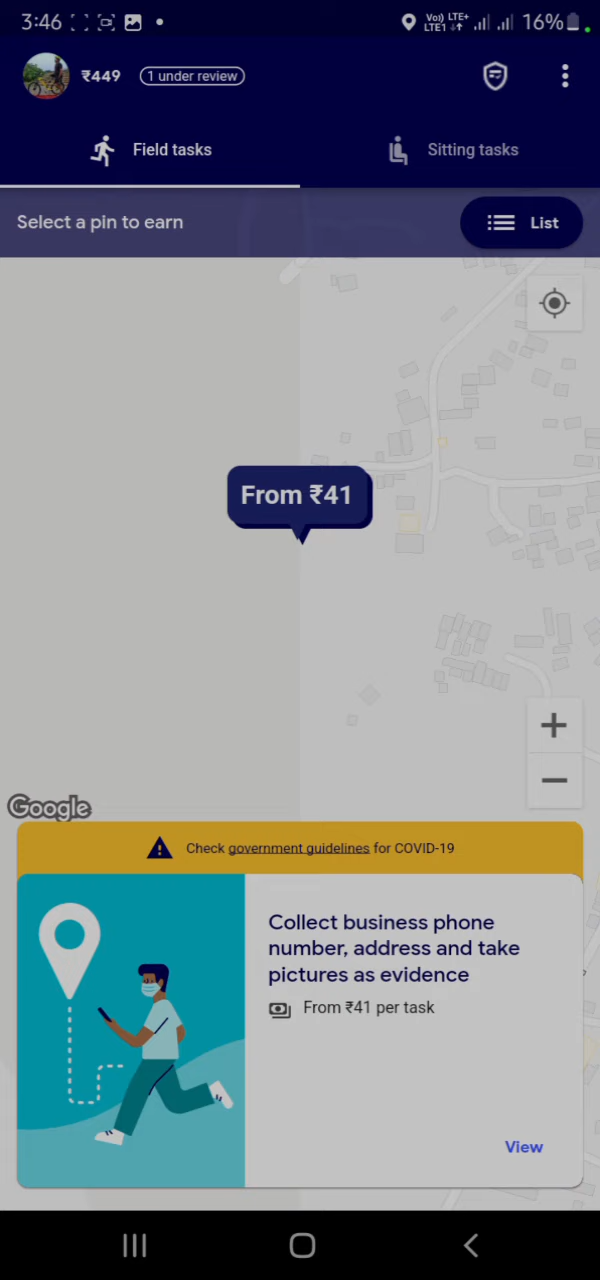 3:46
Vo)) LTE+
LTE1 ↓↑
16%
₹449
1 under review
Field tasks
Sitting tasks
Select a pin to earn
List
From ₹41
+
−
Google
Check government guidelines for COVID-19
Collect business phone
number, address and take
pictures as evidence
From ₹41 per task
View